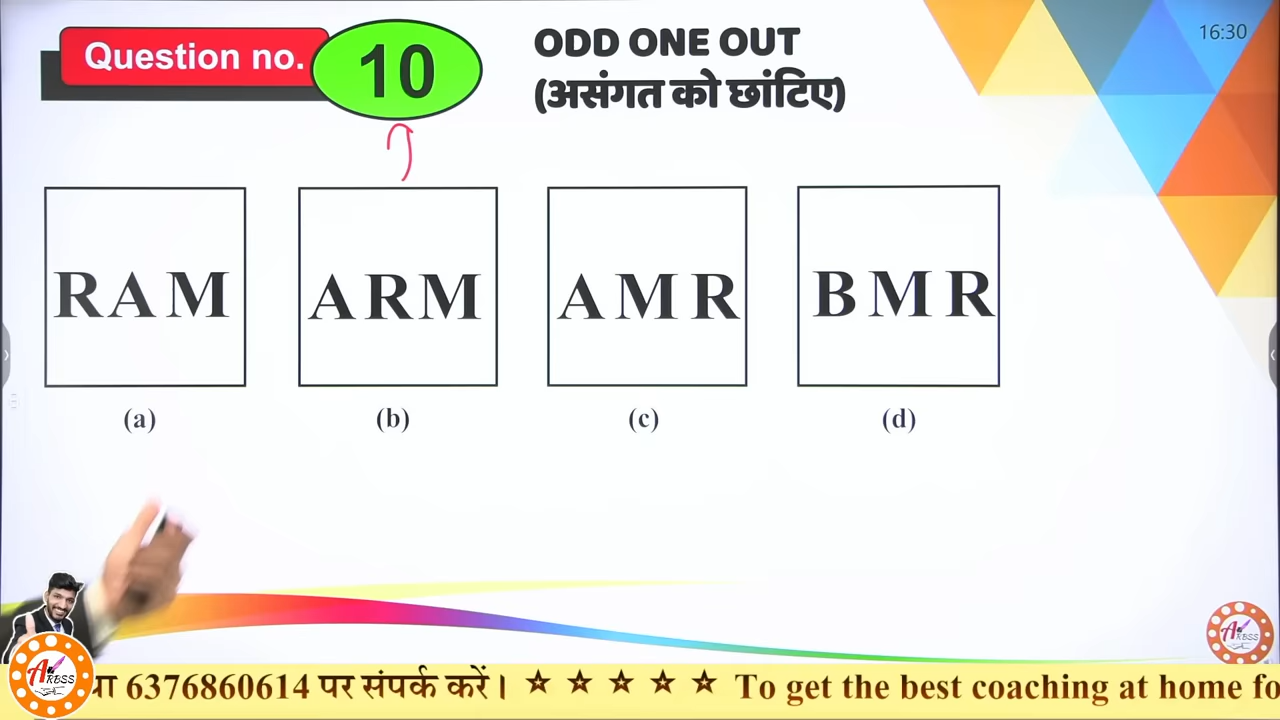 Question no. 10
ODD ONE OUT
(असंगत को छांटिए)
16:30
RAM
ARM
AMR
BMR
(a)
(b)
(c)
(d)
या 6376860614 पर संपर्क करें। ☆ ☆ ☆ ☆ ☆ To get the best coaching at home fo